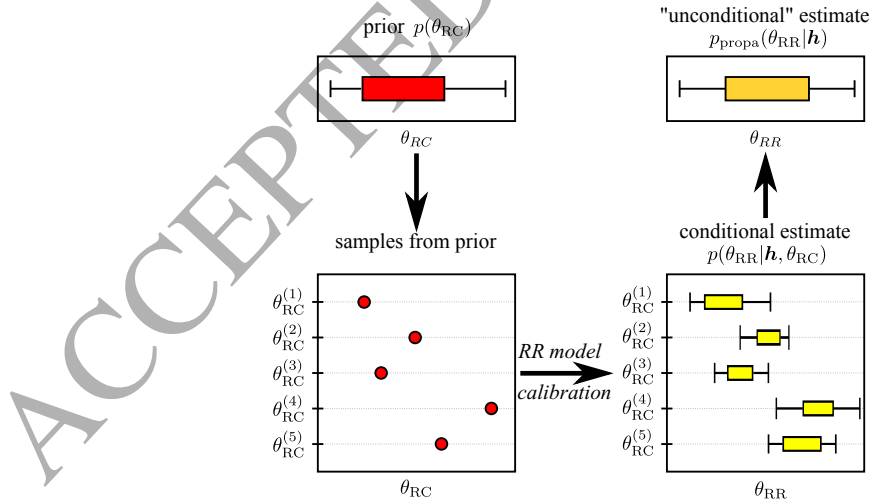 prior p(θ_RC)
"unconditional" estimate
p_propa(θ_RR|h)
θ_RC
θ_RR
samples from prior
conditional estimate
p(θ_RR|h, θ_RC)
θ_RC^(1)
θ_RC^(2)
θ_RC^(3)
θ_RC^(4)
θ_RC^(5)
θ_RC
RR model
calibration
θ_RC^(1)
θ_RC^(2)
θ_RC^(3)
θ_RC^(4)
θ_RC^(5)
θ_RR
ACCEPTED